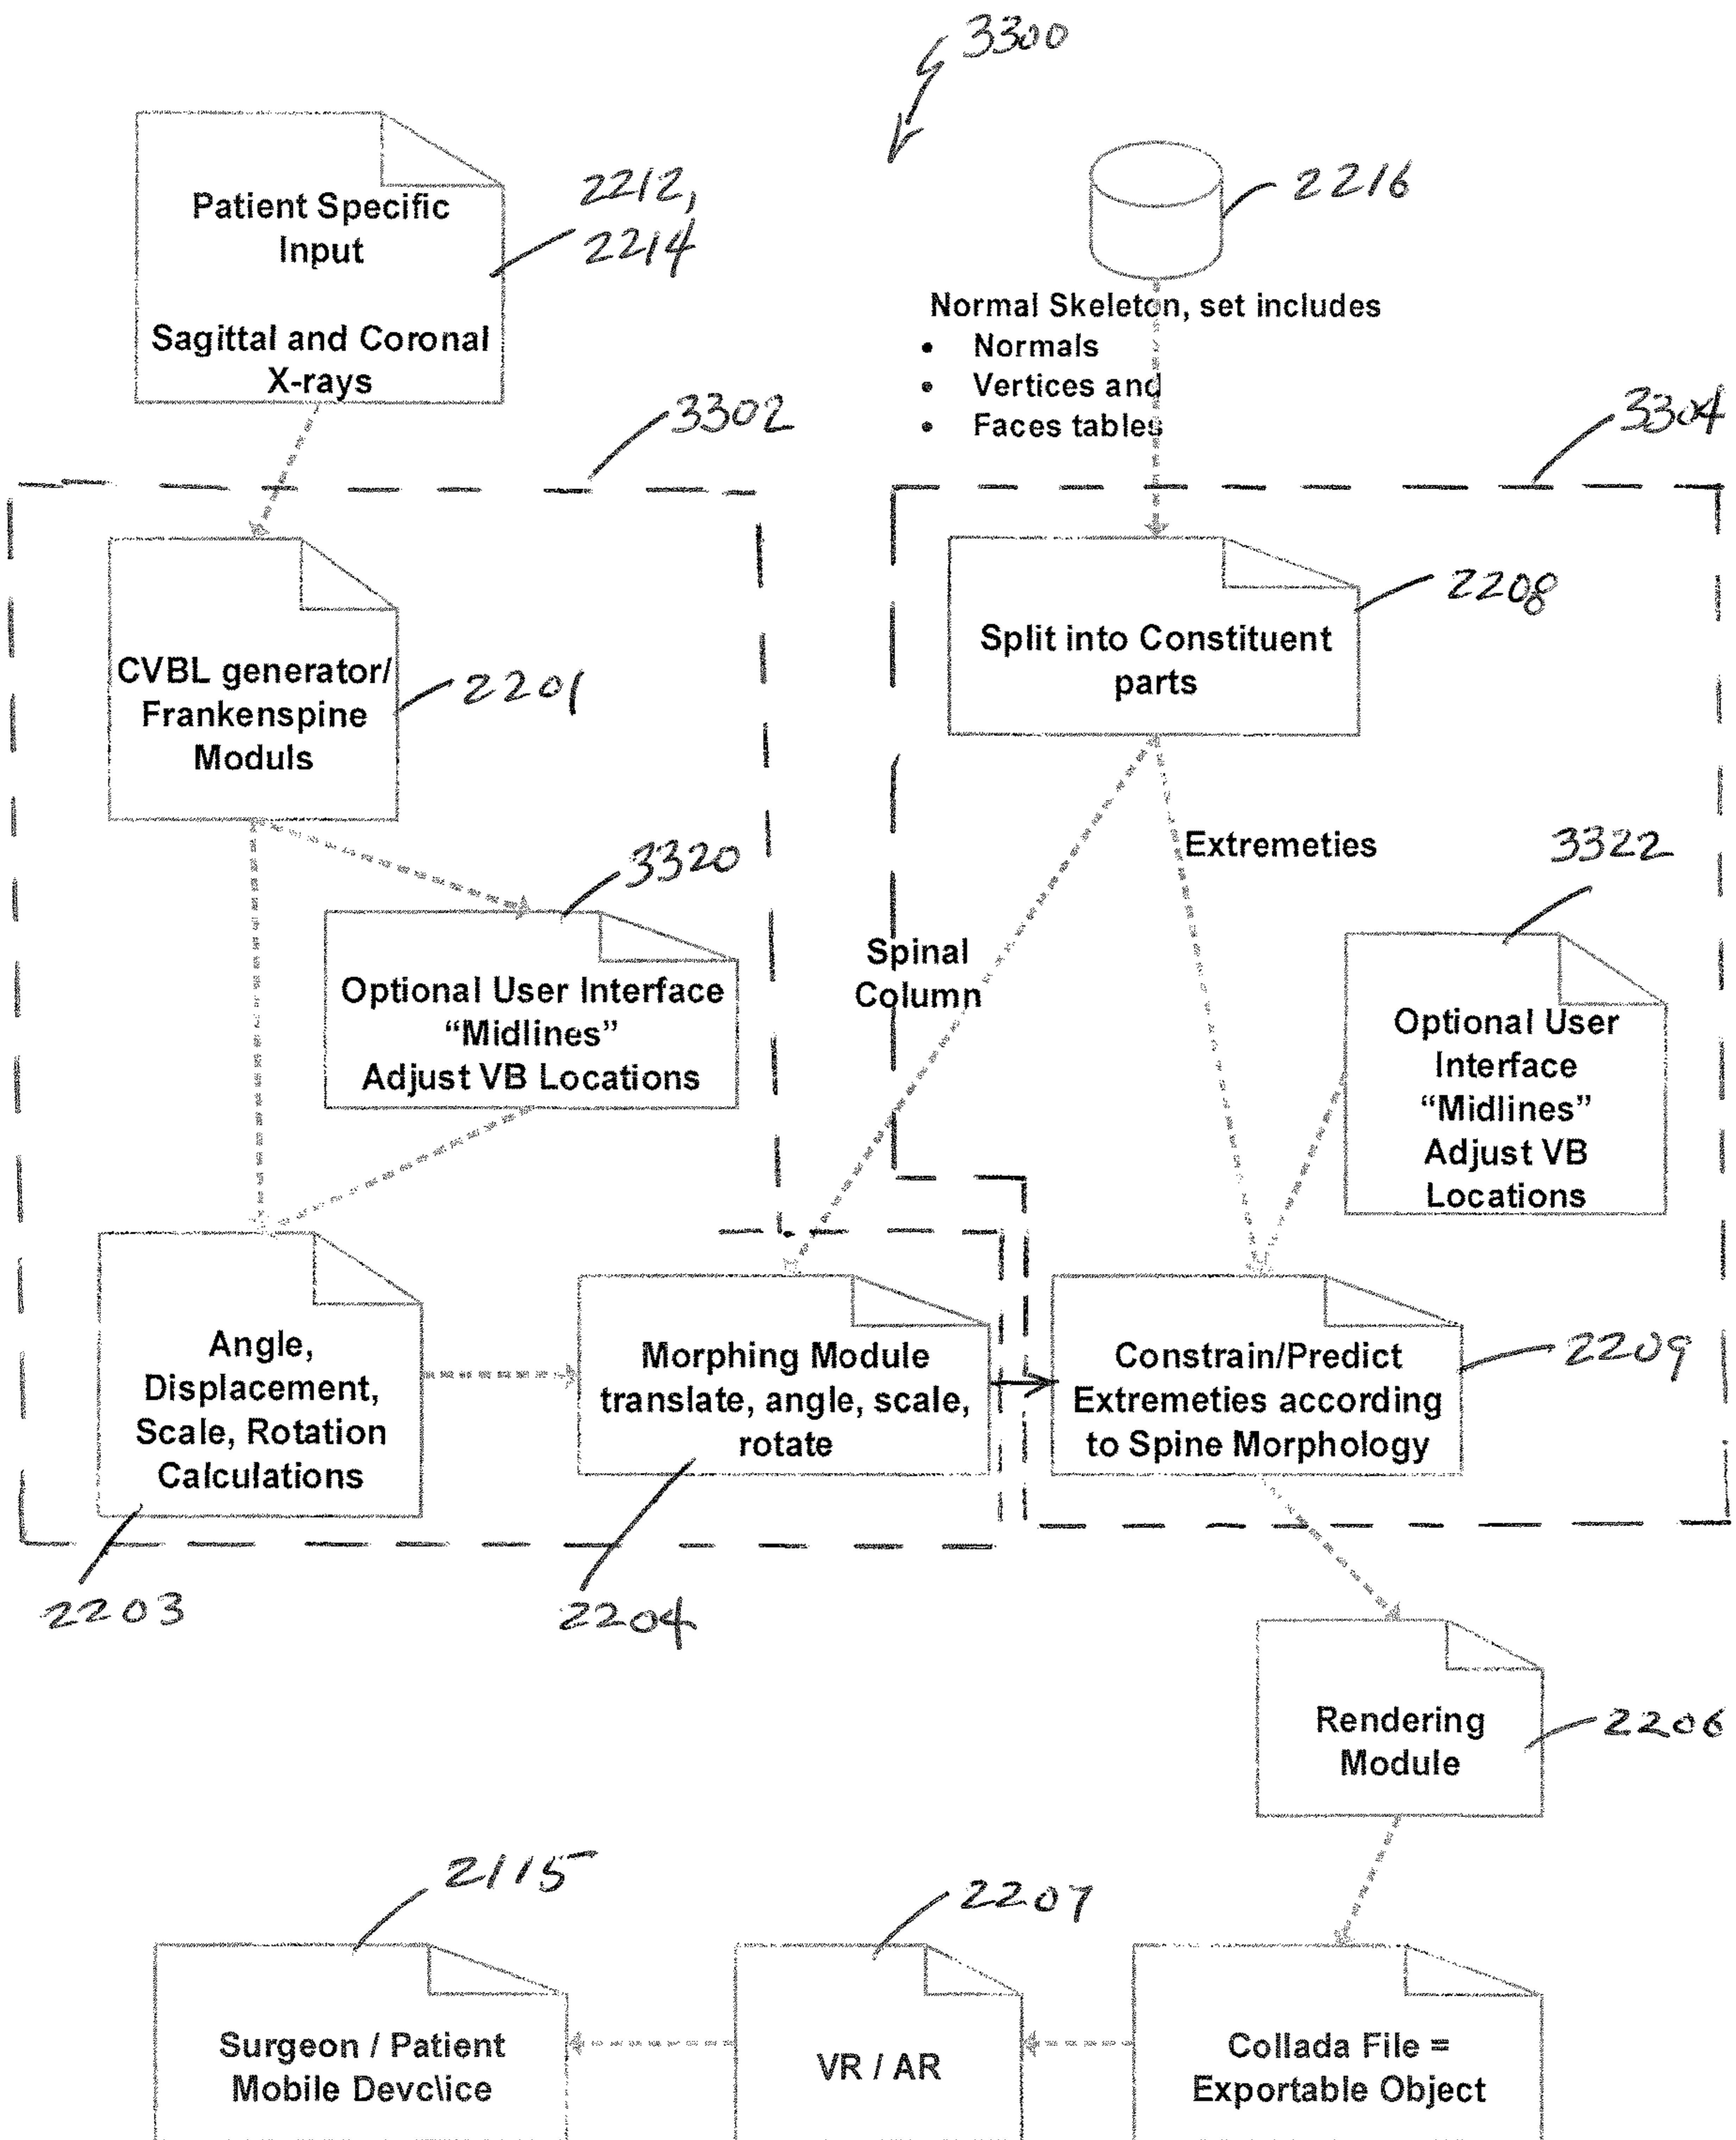 3300
Patient Specific
Input
Sagittal and Coronal
X-rays
2212,
2214
2216
Normal Skeleton, set includes
• Normals
• Vertices and
• Faces tables
3302
3304
CVBL generator/
Frankenspine
Moduls
2201
Split into Constituent
parts
2208
3320
Optional User Interface
“Midlines”
Adjust VB Locations
Extremeties
Spinal
Column
3322
Optional User
Interface
“Midlines”
Adjust VB
Locations
Angle,
Displacement,
Scale, Rotation
Calculations
2203
Morphing Module
translate, angle, scale,
rotate
2204
Constrain/Predict
Extremeties according
to Spine Morphology
2209
Rendering
Module
2206
2115
Surgeon / Patient
Mobile Devc\ice
2207
VR / AR
Collada File =
Exportable Object